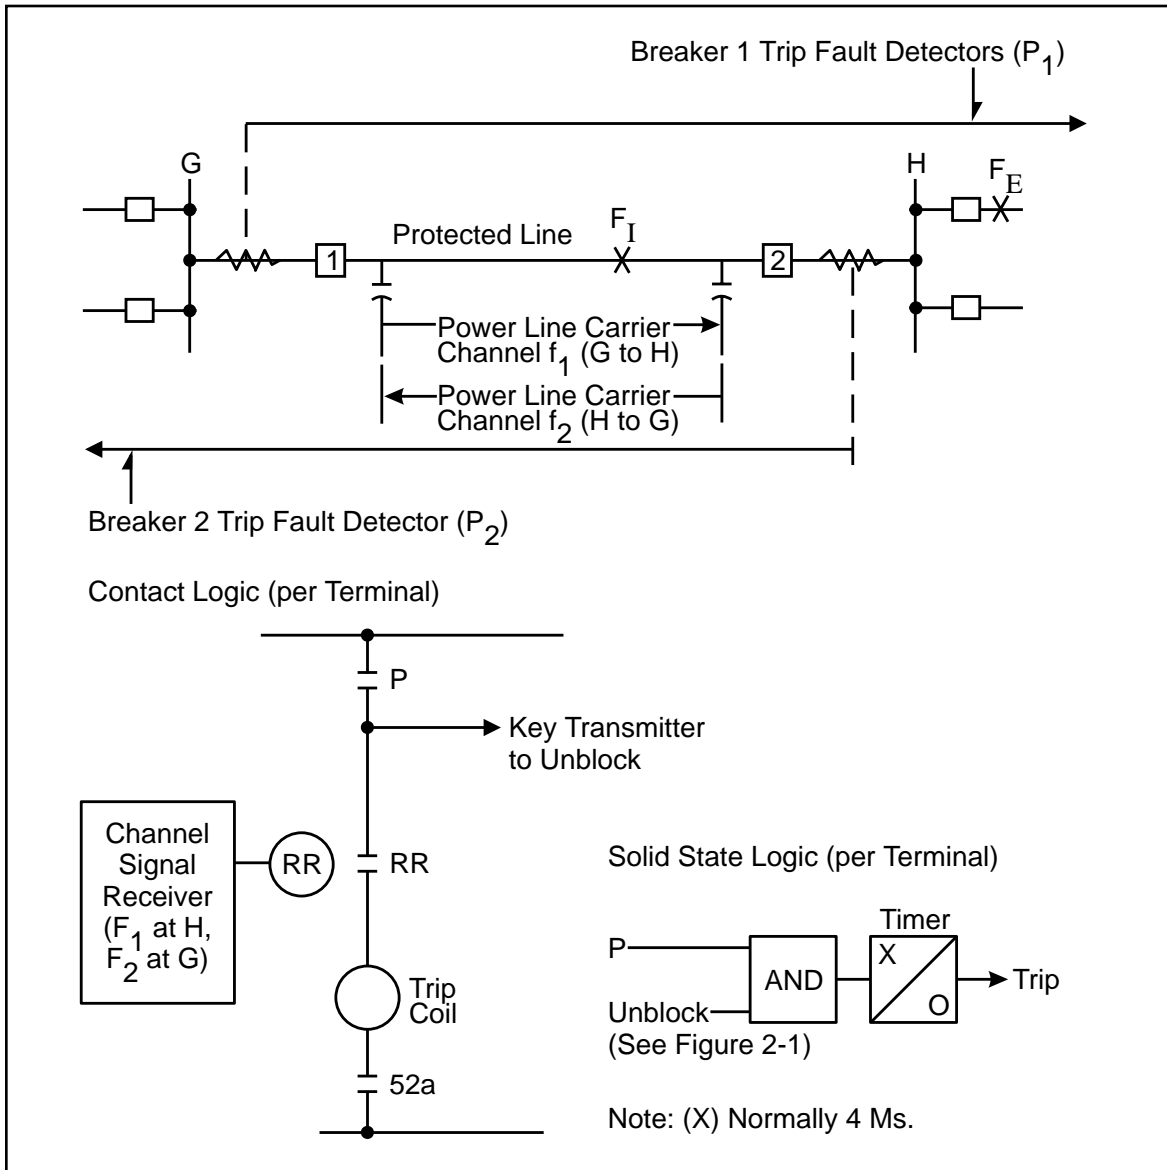 Breaker 1 Trip Fault Detectors (P1)
G
H
FE
FI
Protected Line
1
2
Power Line Carrier
Channel f1 (G to H)
Power Line Carrier
Channel f2 (H to G)
Breaker 2 Trip Fault Detector (P2)
Contact Logic (per Terminal)
P
Key Transmitter
to Unblock
Channel
Signal
Receiver
(F1 at H,
F2 at G)
RR
RR
Trip
Coil
52a
Solid State Logic (per Terminal)
Timer
P
AND
X
O
Trip
Unblock
(See Figure 2-1)
Note: (X) Normally 4 Ms.